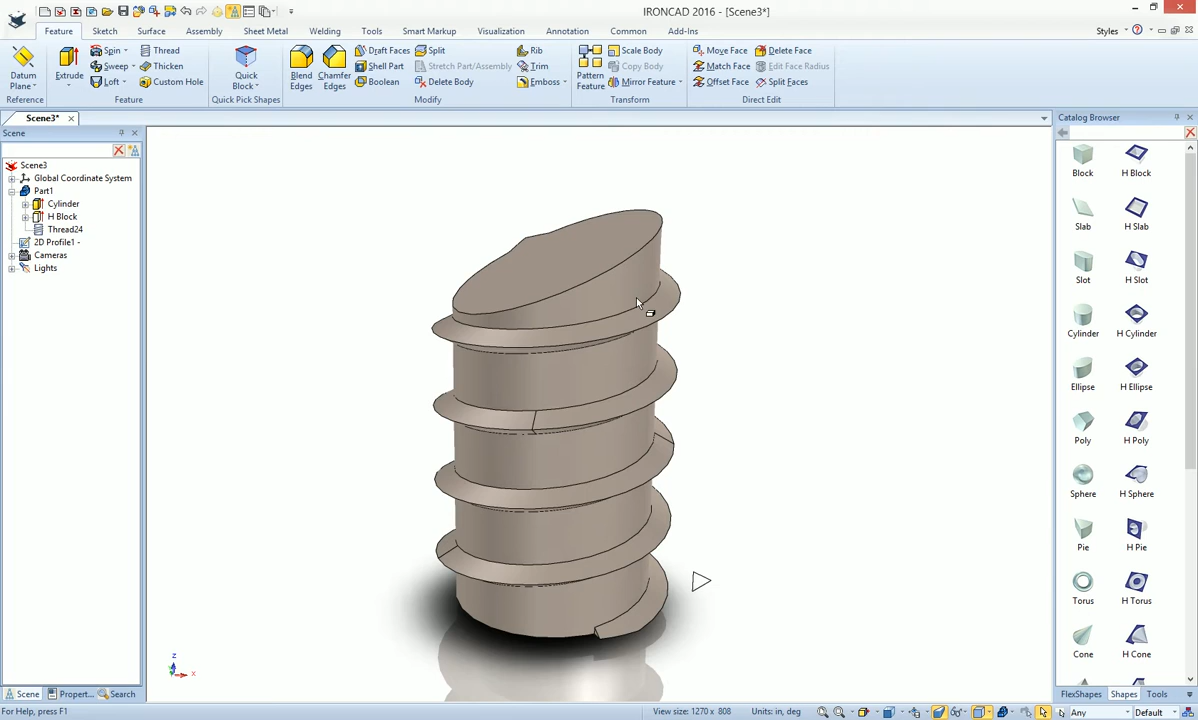 IRONCAD 2016 - [Scene3*]
Feature Sketch Surface Assembly Sheet Metal Welding Tools Smart Markup Visualization Annotation Common Add-Ins Styles
Datum Plane Reference
Extrude Spin Sweep Loft Thread Thicken Custom Hole Feature
Quick Block Quick Pick Shapes
Blend Edges Chamfer Edges Draft Faces Shell Part Boolean Split Stretch Part/Assembly Delete Body Rib Trim Emboss Modify
Pattern Feature Scale Body Copy Body Mirror Feature Transform
Move Face Match Face Offset Face Delete Face Edit Face Radius Split Faces Direct Edit
Scene3*
Scene
Scene3
Global Coordinate System
Part1
Cylinder
H Block
Thread24
2D Profile1 -
Cameras
Lights
z
x
Catalog Browser
Block H Block
Slab H Slab
Slot H Slot
Cylinder H Cylinder
Ellipse H Ellipse
Poly H Poly
Sphere H Sphere
Pie H Pie
Torus H Torus
Cone H Cone
Scene Propert... Search
FlexShapes Shapes Tools
For Help, press F1
View size: 1270 x 808
Units: in, deg
Any
Default